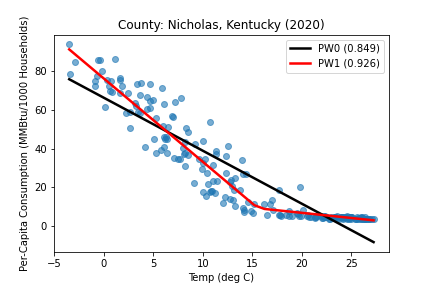 County: Nicholas, Kentucky (2020)
PW0 (0.849)
PW1 (0.926)
Per-Capita Consumption (MMBtu/1000 Households)
80
60
40
20
0
−5 0 5 10 15 20 25
Temp (deg C)